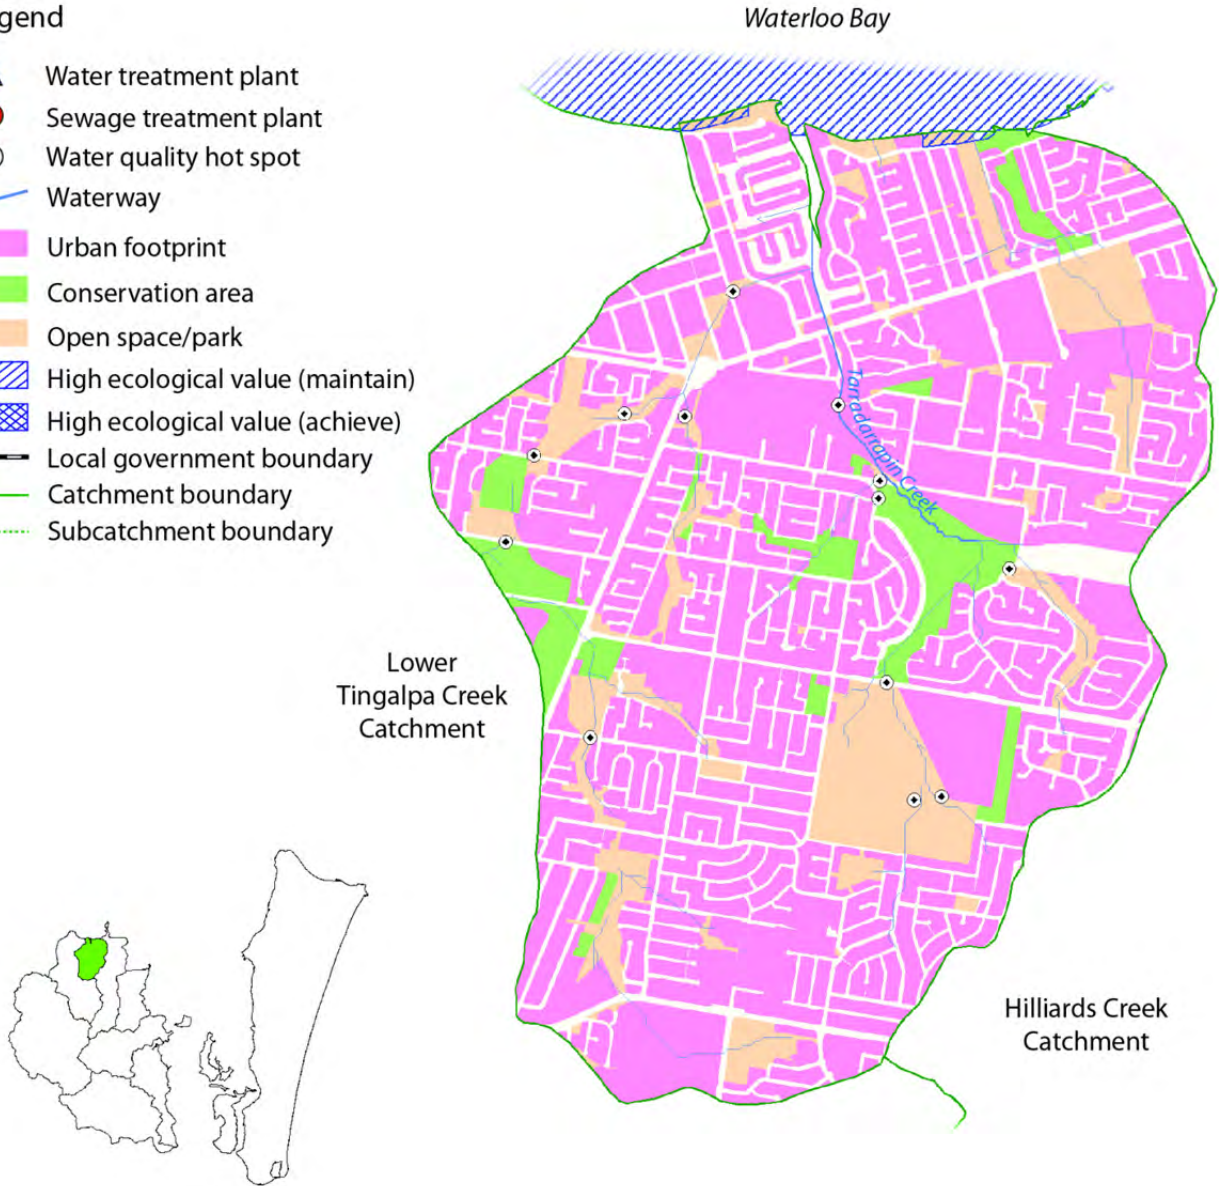 gend
Water treatment plant
Sewage treatment plant
Water quality hot spot
Waterway
Urban footprint
Conservation area
Open space/park
High ecological value (maintain)
High ecological value (achieve)
Local government boundary
Catchment boundary
Subcatchment boundary
Waterloo Bay
Tarradarrapin Creek
Lower
Tingalpa Creek
Catchment
Hilliards Creek
Catchment